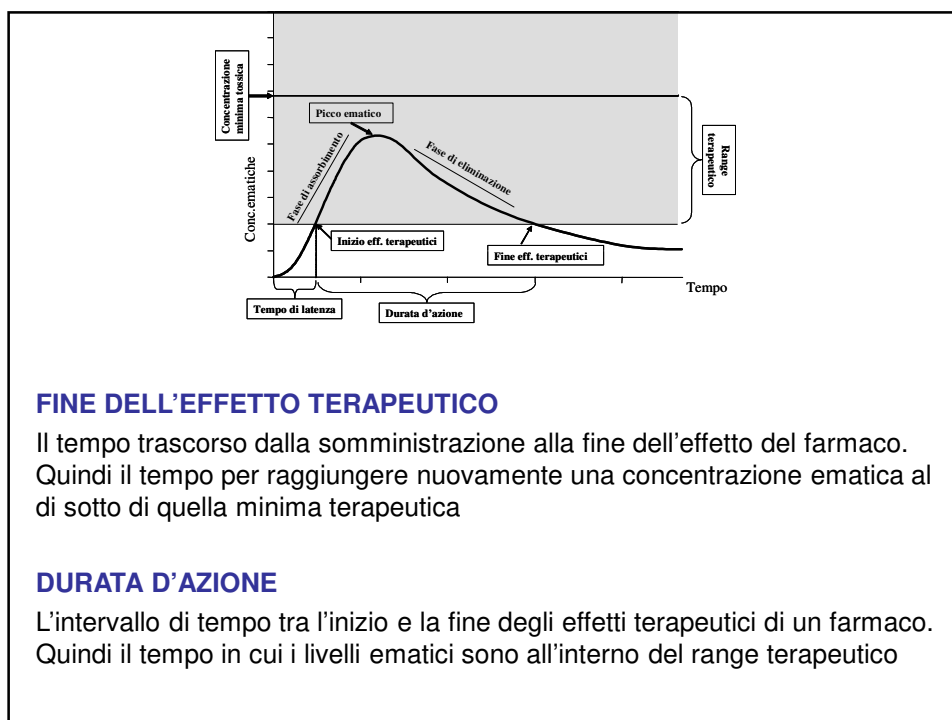 Concentrazione
minima tossica
Picco ematico
Fase di assorbimento
Fase di eliminazione
Range
terapeutico
Conc.ematiche
Inizio eff. terapeutici
Fine eff. terapeutici
Tempo
Tempo di latenza
Durata d’azione
FINE DELL’EFFETTO TERAPEUTICO
Il tempo trascorso dalla somministrazione alla fine dell’effetto del farmaco.
Quindi il tempo per raggiungere nuovamente una concentrazione ematica al
di sotto di quella minima terapeutica
DURATA D’AZIONE
L’intervallo di tempo tra l’inizio e la fine degli effetti terapeutici di un farmaco.
Quindi il tempo in cui i livelli ematici sono all’interno del range terapeutico